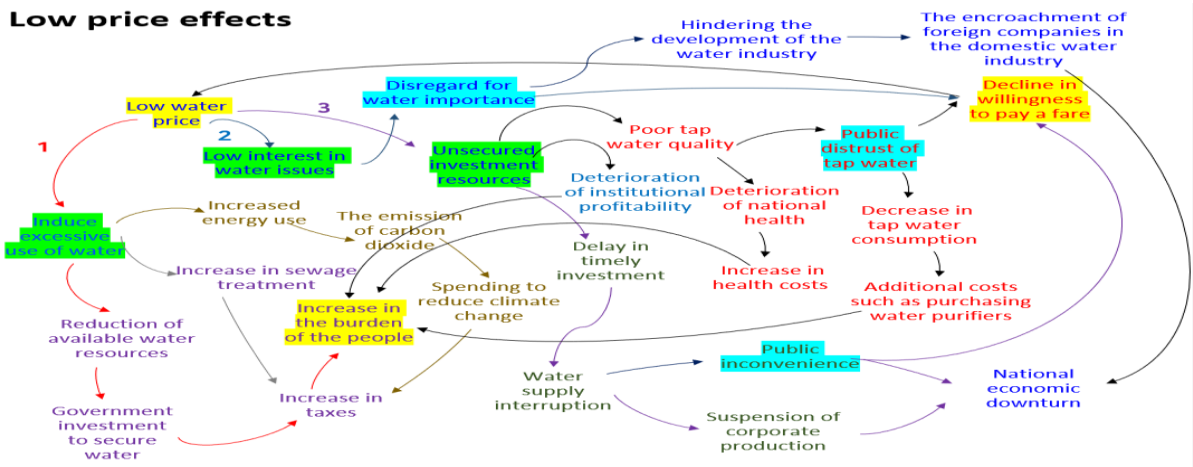 Low price effects
Hindering the
development of the
water industry
The encroachment of
foreign companies in
the domestic water
industry
Disregard for
water importance
Decline in
willingness
to pay a fare
Low water
price
3
2
1
Low interest in
water issues
Unsecured
investment
resources
Poor tap
water quality
Public
distrust of
tap water
Deterioration
of institutional
profitability
Deterioration
of national
health
Induce
excessive
use of water
Increased
energy use
The emission
of carbon
dioxide
Decrease in
tap water
consumption
Delay in
timely
investment
Increase in sewage
treatment
Increase in
health costs
Spending to
reduce climate
change
Additional costs
such as purchasing
water purifiers
Increase in
the burden
of the people
Reduction of
available water
resources
Public
inconvenience
Water
supply
interruption
National
economic
downturn
Increase in
taxes
Government
investment
to secure
water
Suspension of
corporate
production